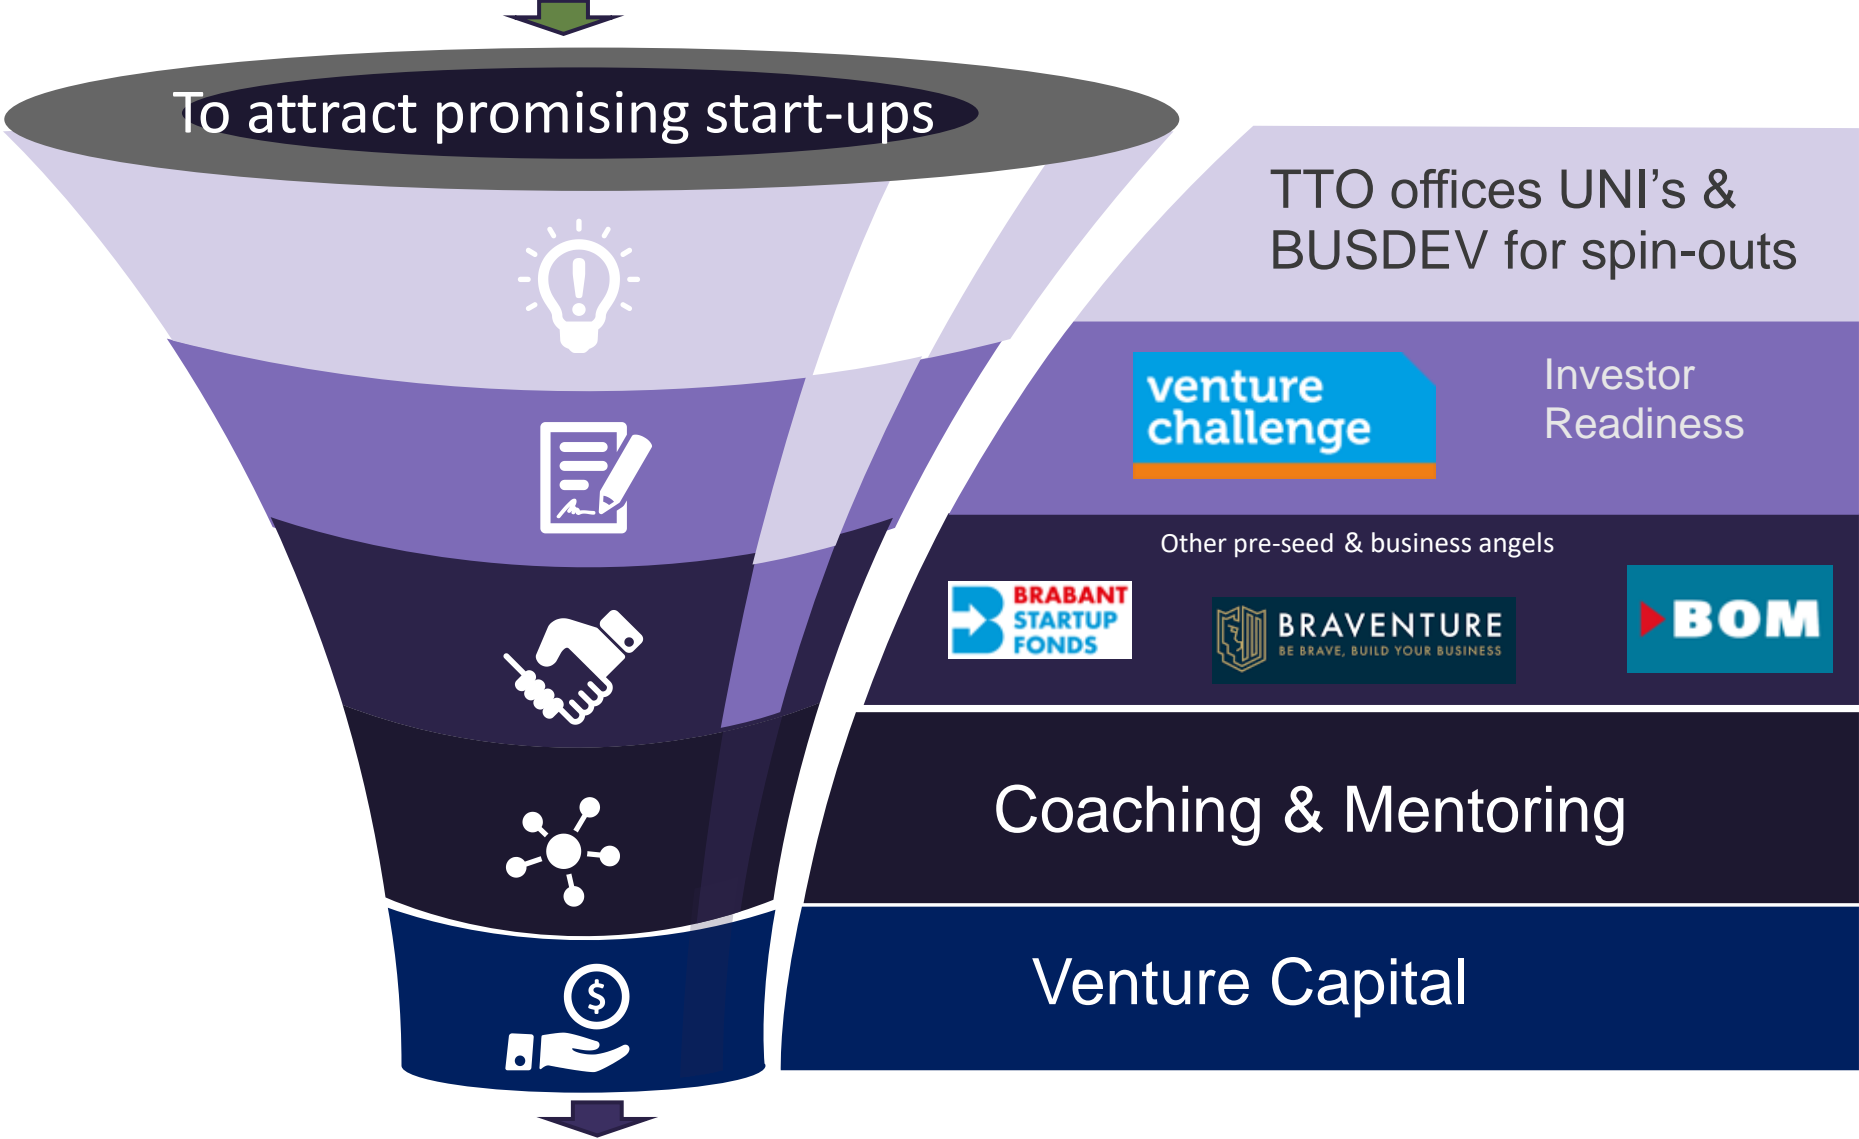 To attract promising start-ups
TTO offices UNI’s &
BUSDEV for spin-outs
venture
challenge
Investor
Readiness
Other pre-seed & business angels
BRABANT
STARTUP
FONDS
BRAVENTURE
BE BRAVE, BUILD YOUR BUSINESS
BOM
Coaching & Mentoring
$
Venture Capital